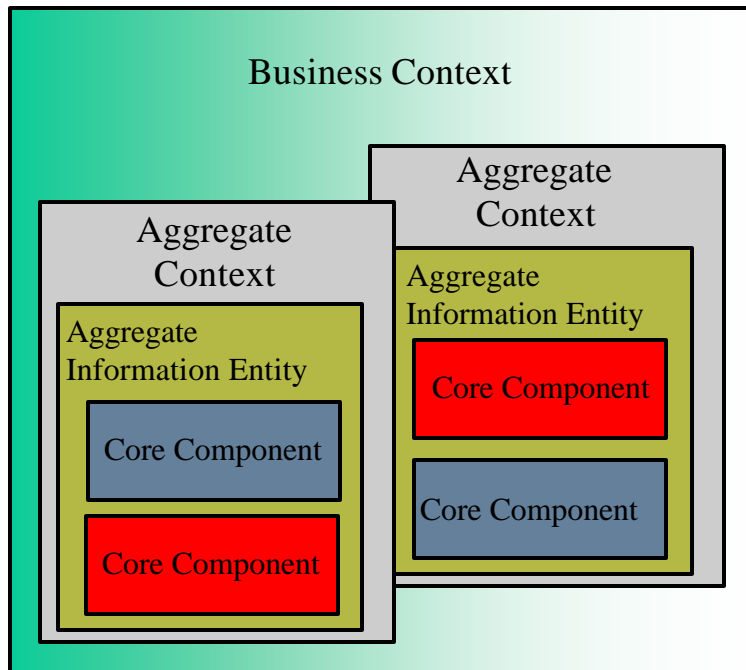 Business Context
Aggregate
Context
Aggregate
Information Entity
Core Component
Core Component
Aggregate
Context
Aggregate
Information Entity
Core Component
Core Component